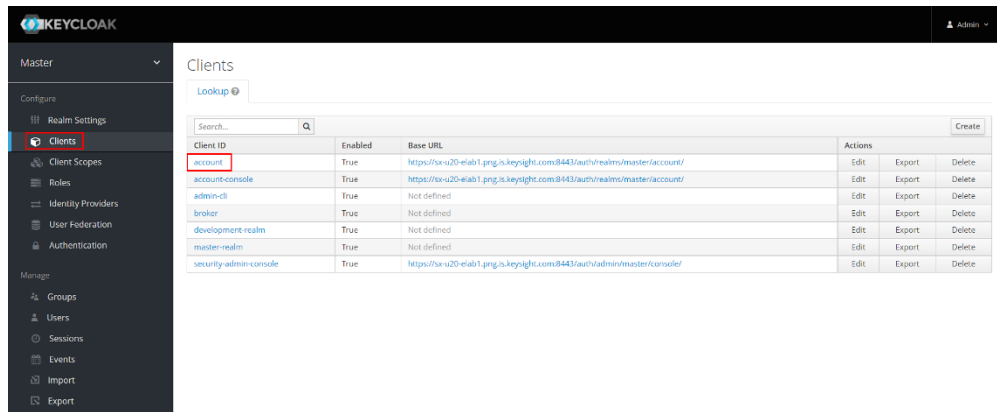 KEYCLOAK
Admin
Master
Configure
Realm Settings
Clients
Client Scopes
Roles
Identity Providers
User Federation
Authentication
Manage
Groups
Users
Sessions
Events
Import
Export
Clients
Lookup
Search...
Create
Client ID Enabled Base URL Actions
account True https://sx-u20-elab1.png.is.keysight.com:8443/auth/realms/master/account/ Edit Export Delete
account-console True https://sx-u20-elab1.png.is.keysight.com:8443/auth/realms/master/account/ Edit Export Delete
admin-cli True Not defined Edit Export Delete
broker True Not defined Edit Export Delete
development-realm True Not defined Edit Export Delete
master-realm True Not defined Edit Export Delete
security-admin-console True https://sx-u20-elab1.png.is.keysight.com:8443/auth/admin/master/console/ Edit Export Delete